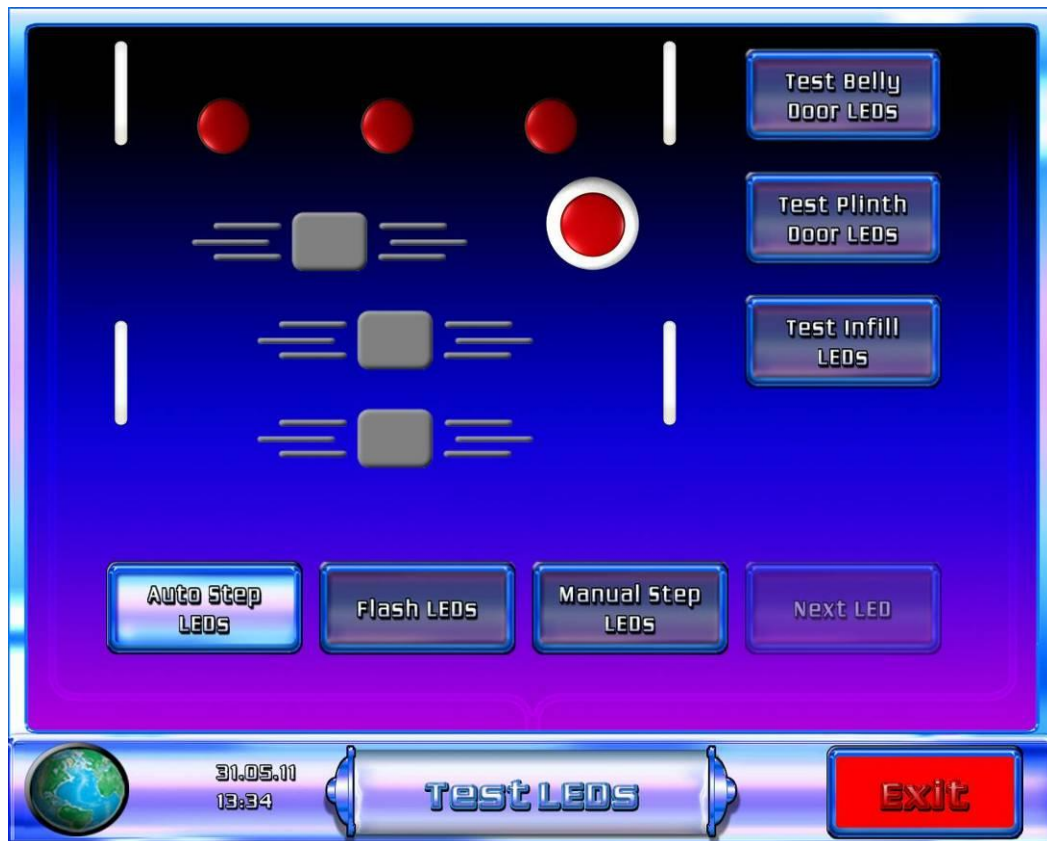 Test Belly
Door LEDs
Test Plinth
Door LEDs
Test Infill
LEDs
Auto Step
LEDs
Flash LEDs
Manual Step
LEDs
Next LED
31.05.11
13:34
Test LEDs
Exit